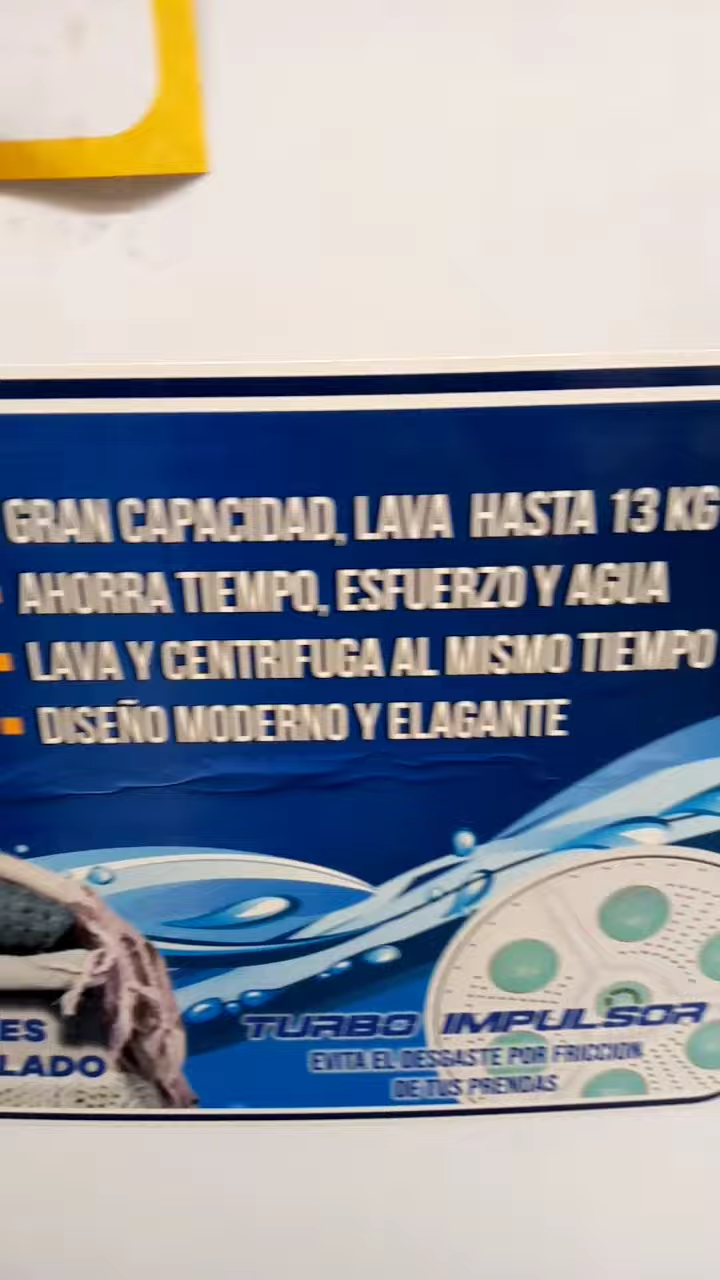 GRAN CAPACIDAD, LAVA HASTA 13 KG
AHORRA TIEMPO, ESFUERZO Y AGUA
LAVA Y CENTRIFUGA AL MISMO TIEMPO
DISEÑO MODERNO Y ELAGANTE
ES
LADO
TURBO IMPULSOR
EVITA EL DESGASTE POR FRICCION
DE TUS PRENDAS